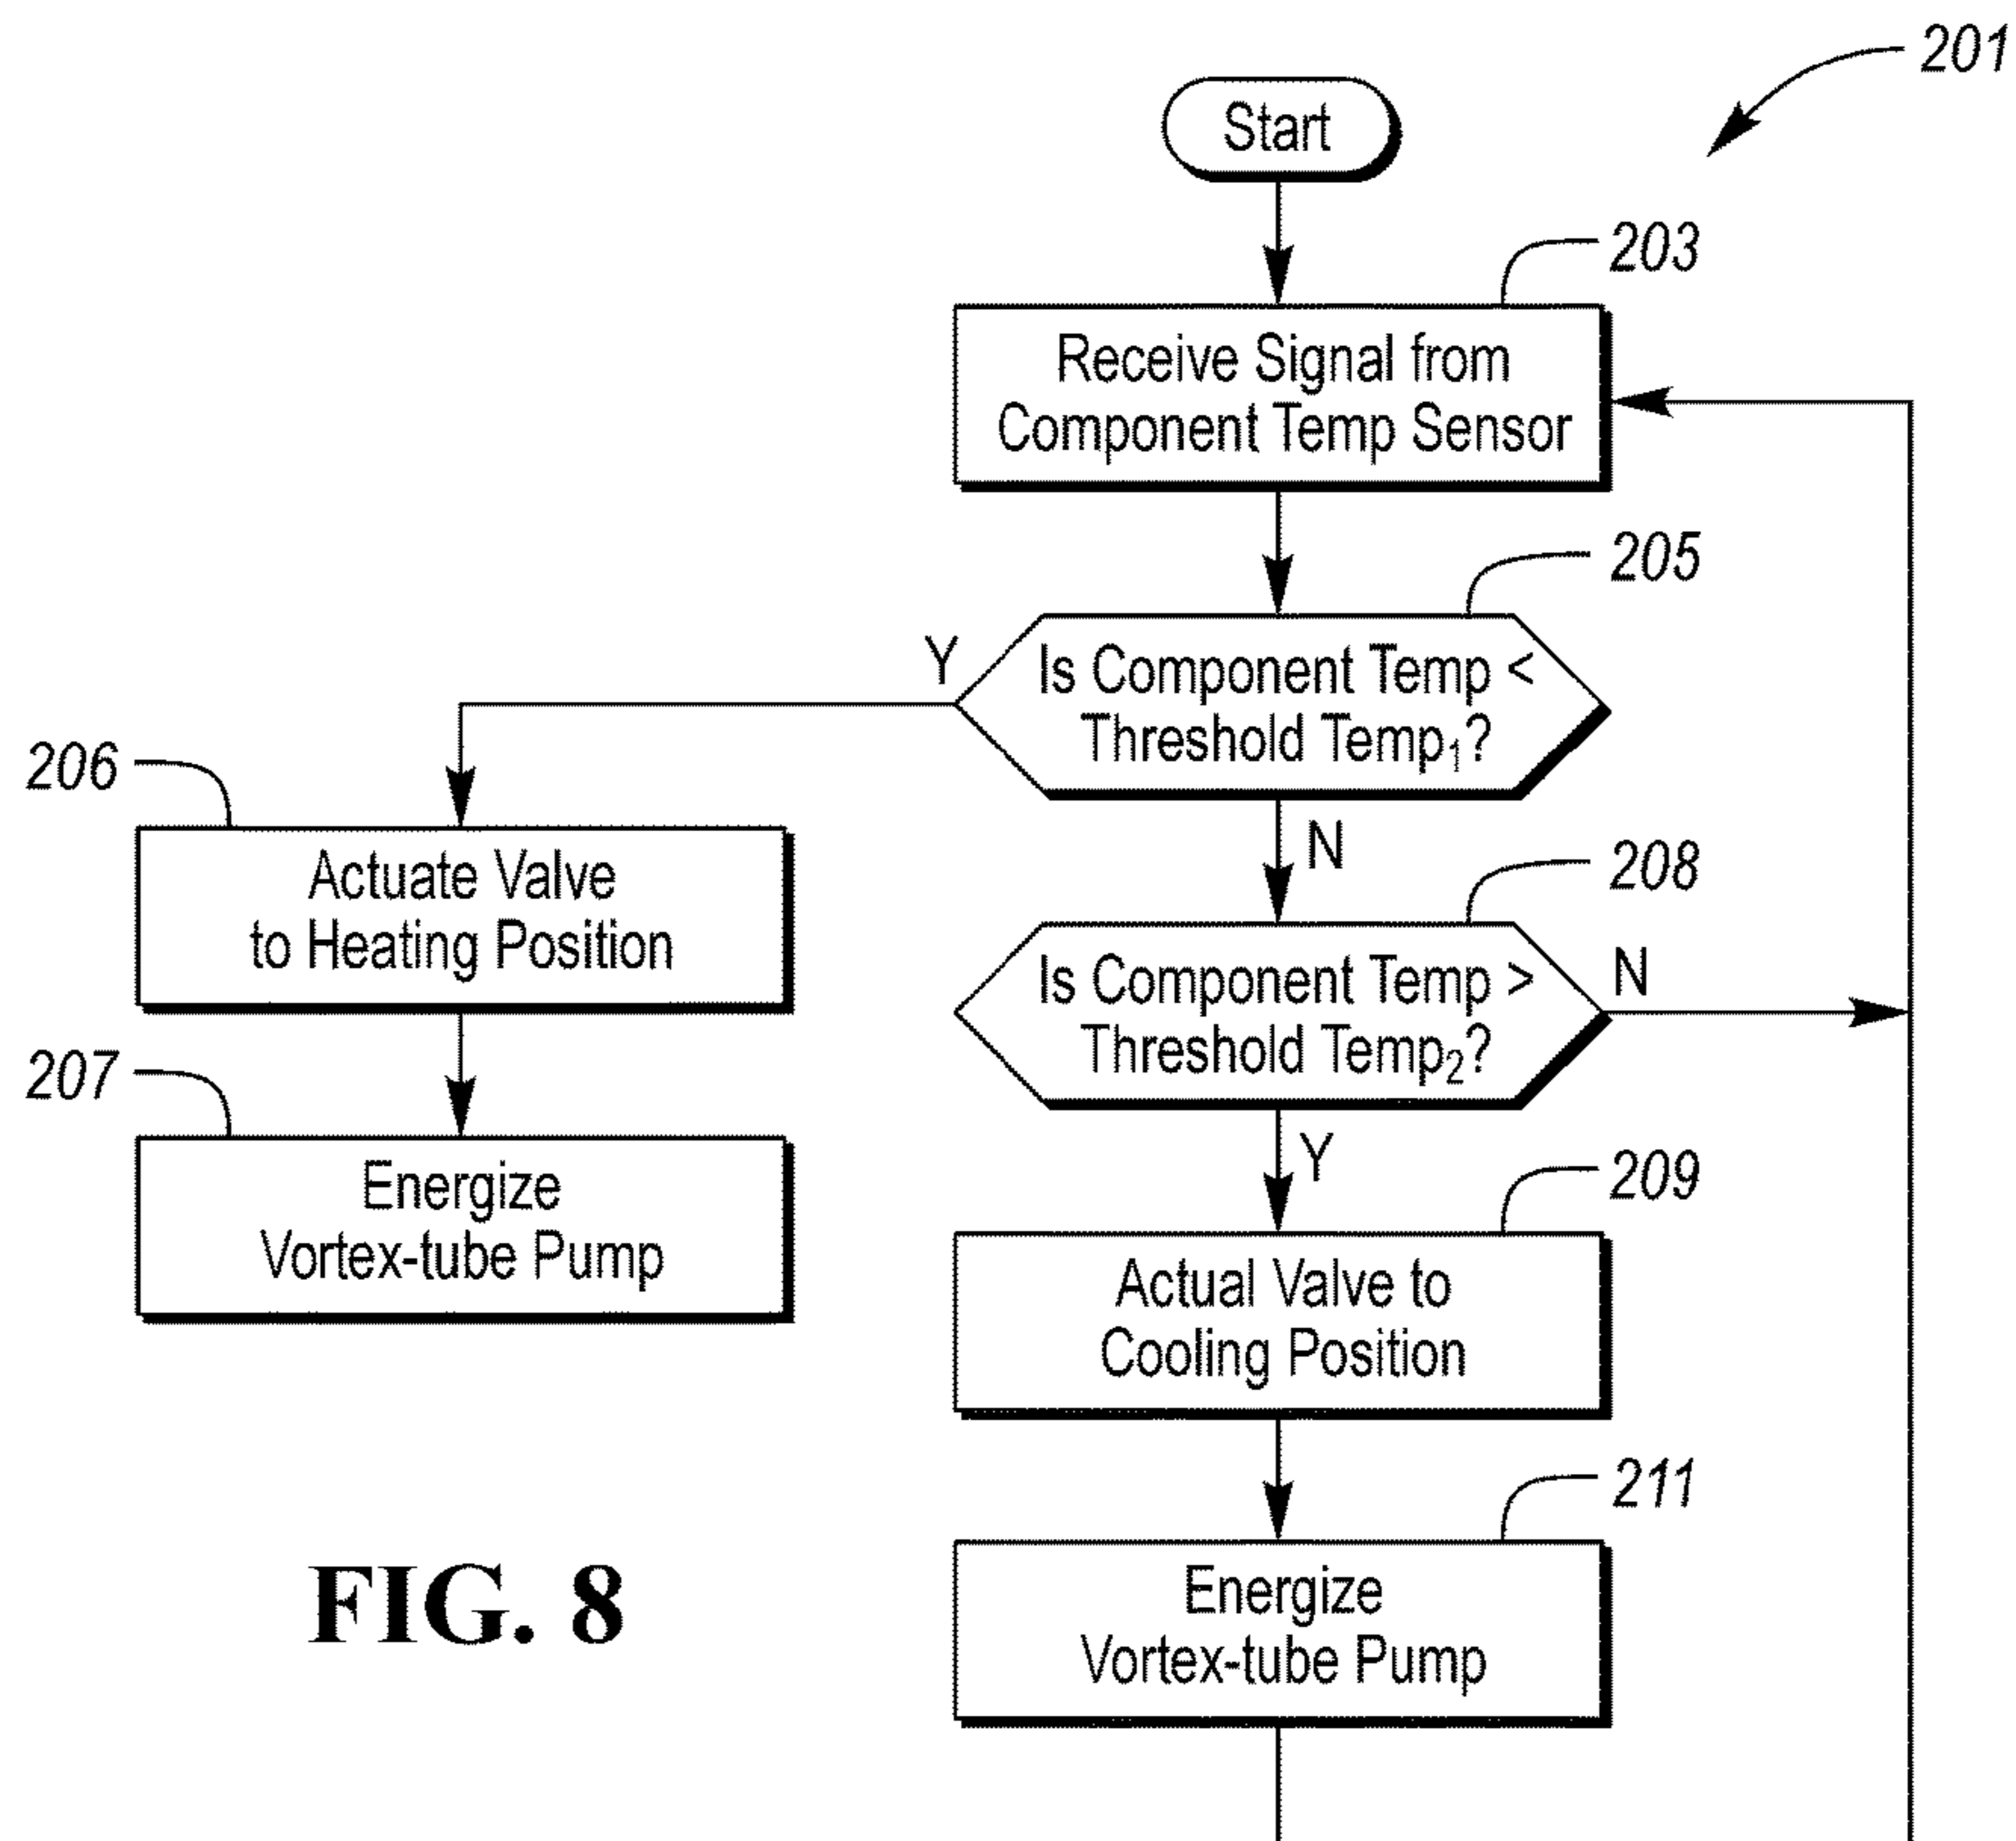 201
Start
203
Receive Signal from
Component Temp Sensor
205
Is Component Temp <
Threshold Temp₁?
Y
N
206
Actuate Valve
to Heating Position
207
Energize
Vortex-tube Pump
208
Is Component Temp >
Threshold Temp₂?
N
Y
209
Actual Valve to
Cooling Position
211
Energize
Vortex-tube Pump
FIG. 8